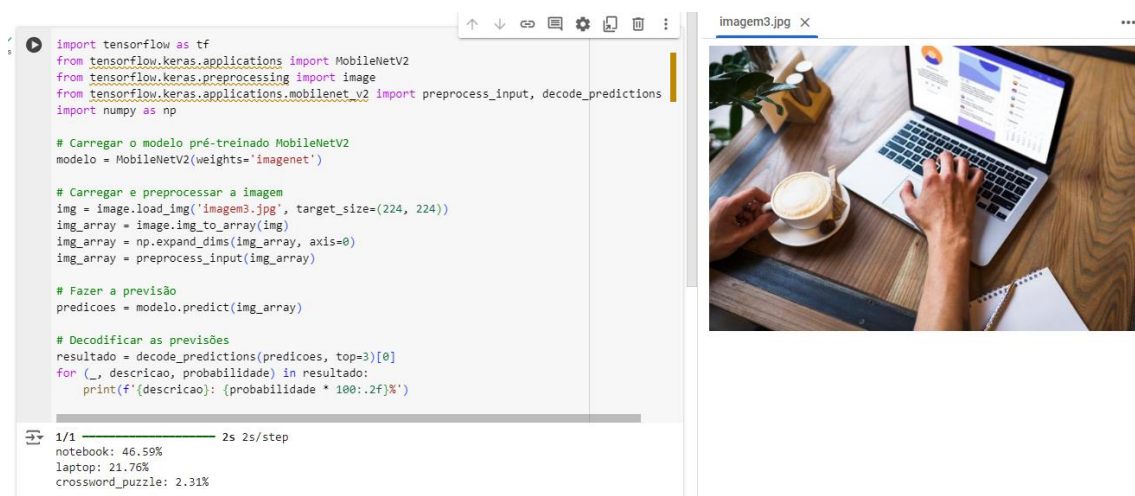 import tensorflow as tf
from tensorflow.keras.applications import MobileNetV2
from tensorflow.keras.preprocessing import image
from tensorflow.keras.applications.mobilenet_v2 import preprocess_input, decode_predictions
import numpy as np
# Carregar o modelo pré-treinado MobileNetV2
modelo = MobileNetV2(weights='imagenet')
# Carregar e preprocessar a imagem
img = image.load_img('imagem3.jpg', target_size=(224, 224))
img_array = image.img_to_array(img)
img_array = np.expand_dims(img_array, axis=0)
img_array = preprocess_input(img_array)
# Fazer a previsão
predicoes = modelo.predict(img_array)
# Decodificar as previsões
resultado = decode_predictions(predicoes, top=3)[0]
for (_, descricao, probabilidade) in resultado:
    print(f'{descricao}: {probabilidade * 100:.2f}%')
1/1 ━━━━━━━━━━━━━━━━━━━━ 2s 2s/step
notebook: 46.59%
laptop: 21.76%
crossword_puzzle: 2.31%
imagem3.jpg